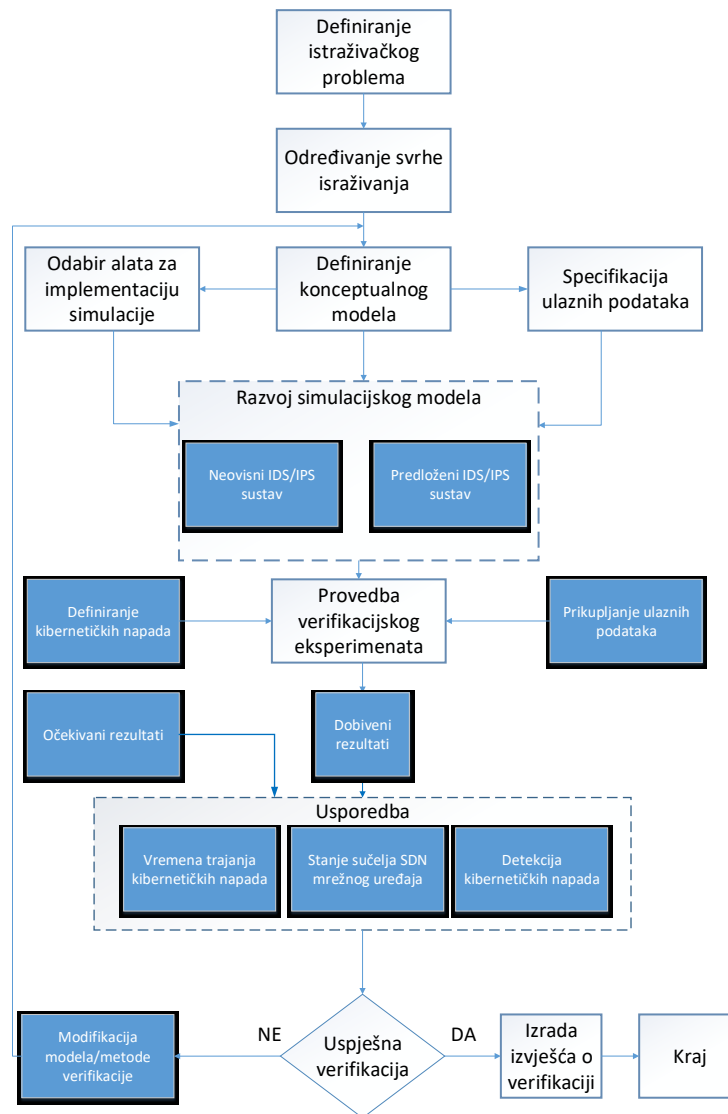 Definiranje
istraživačkog
problema
Određivanje svrhe
israživanja
Odabir alata za
implementaciju
simulacije
Definiranje
konceptualnog
modela
Specifikacija
ulaznih podataka
Razvoj simulacijskog modela
Neovisni IDS/IPS
sustav
Predloženi IDS/IPS
sustav
Definiranje
kibernetičkih napada
Provedba
verifikacijskog
eksperimenata
Prikupljanje ulaznih
podataka
Očekivani rezultati
Dobiveni
rezultati
Usporedba
Vremena trajanja
kibernetičkih napada
Stanje sučelja SDN
mrežnog uređaja
Detekcija
kibernetičkih napada
Modifikacija
modela/metode
verifikacije
NE
Uspješna
verifikacija
DA
Izrada
izvješća o
verifikaciji
Kraj